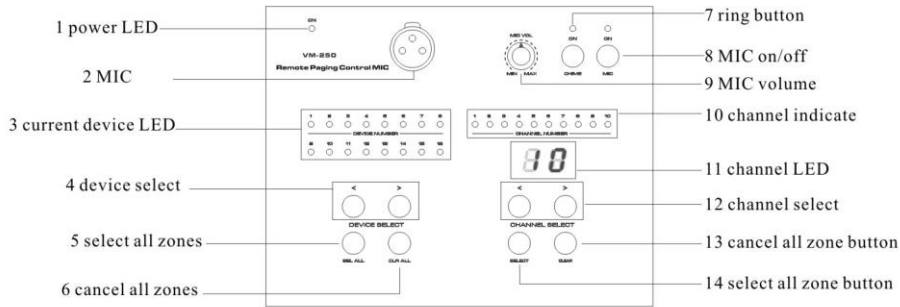 1 power LED
ON
VM-250
2 MIC
Remote Paging Control MIC
MIC VOL
MIN MAX
ON
CHIME
ON
MIC
7 ring button
8 MIC on/off
9 MIC volume
3 current device LED
1 2 3 4 5 6 7 8
DEVICE NUMBER
9 10 11 12 13 14 15 16
1 2 3 4 5 6 7 8 9 10
CHANNEL NUMBER
10 channel indicate
10
11 channel LED
4 device select
< >
DEVICE SELECT
< >
CHANNEL SELECT
12 channel select
5 select all zones
SEL ALL
CLR ALL
6 cancel all zones
SELECT
CLEAR
13 cancel all zone button
14 select all zone button